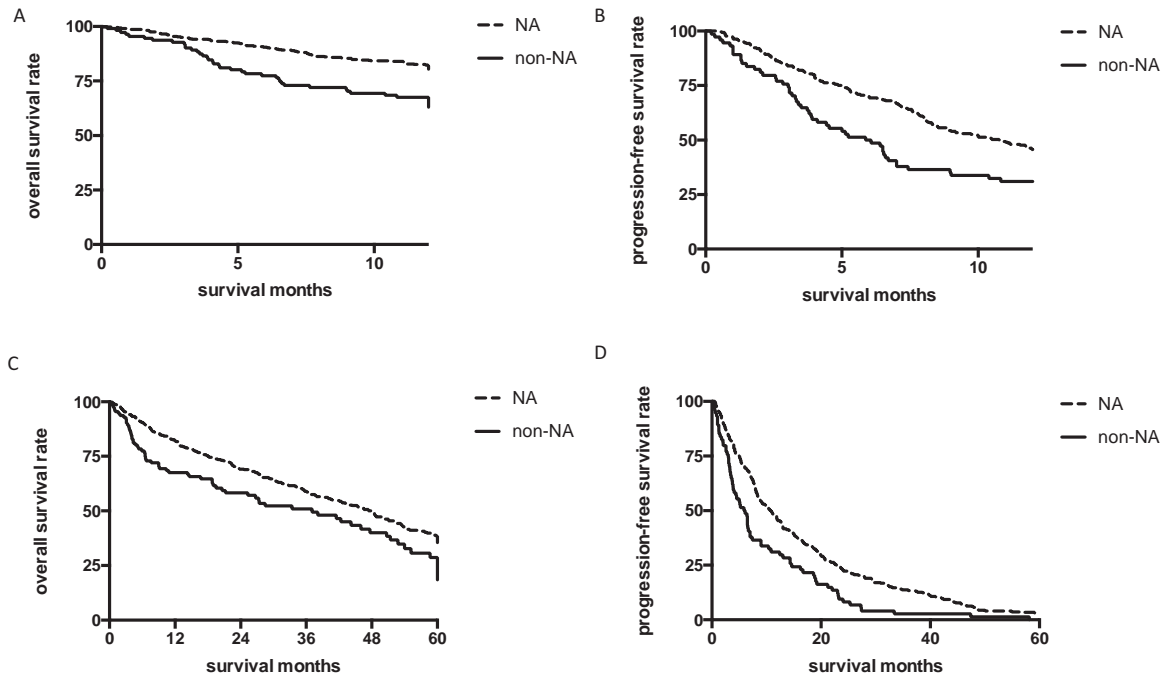 A
overall survival rate
100
75
50
25
0
0 5 10
survival months
NA
non-NA
B
progression-free survival rate
100
75
50
25
0
0 5 10
survival months
NA
non-NA
C
overall survival rate
100
75
50
25
0
0 12 24 36 48 60
survival months
NA
non-NA
D
progression-free survival rate
100
75
50
25
0
0 20 40 60
survival months
NA
non-NA